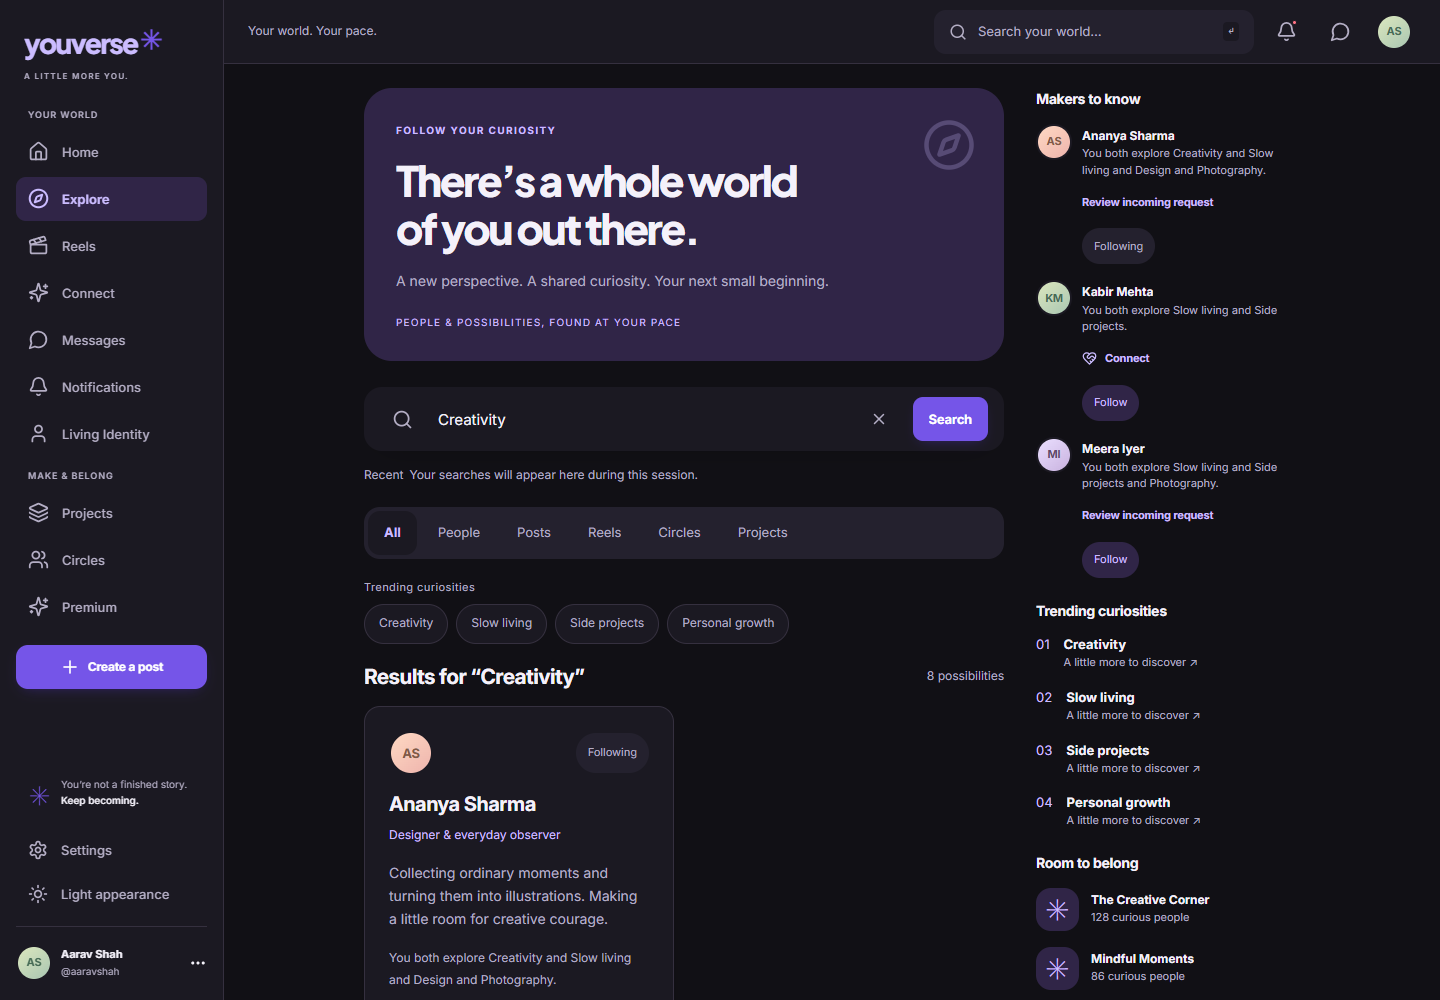 youverse
A LITTLE MORE YOU.
YOUR WORLD
Home
Explore
Reels
Connect
Messages
Notifications
Living Identity
MAKE & BELONG
Projects
Circles
Premium
Create a post
You're not a finished story.
Keep becoming.
Settings
Light appearance
AS
Aarav Shah
@aaravshah
Your world. Your pace.
Search your world...
AS
FOLLOW YOUR CURIOSITY
There’s a whole world
of you out there.
A new perspective. A shared curiosity. Your next small beginning.
PEOPLE & POSSIBILITIES, FOUND AT YOUR PACE
Creativity
Search
Recent Your searches will appear here during this session.
All
People
Posts
Reels
Circles
Projects
Trending curiosities
Creativity
Slow living
Side projects
Personal growth
Results for “Creativity”
8 possibilities
AS
Following
Ananya Sharma
Designer & everyday observer
Collecting ordinary moments and
turning them into illustrations. Making
a little room for creative courage.
You both explore Creativity and Slow living
and Design and Photography.
Makers to know
AS
Ananya Sharma
You both explore Creativity and Slow
living and Design and Photography.
Review incoming request
Following
KM
Kabir Mehta
You both explore Slow living and Side
projects.
Connect
Follow
MI
Meera Iyer
You both explore Slow living and Side
projects and Photography.
Review incoming request
Follow
Trending curiosities
01 Creativity
A little more to discover ↗
02 Slow living
A little more to discover ↗
03 Side projects
A little more to discover ↗
04 Personal growth
A little more to discover ↗
Room to belong
The Creative Corner
128 curious people
Mindful Moments
86 curious people